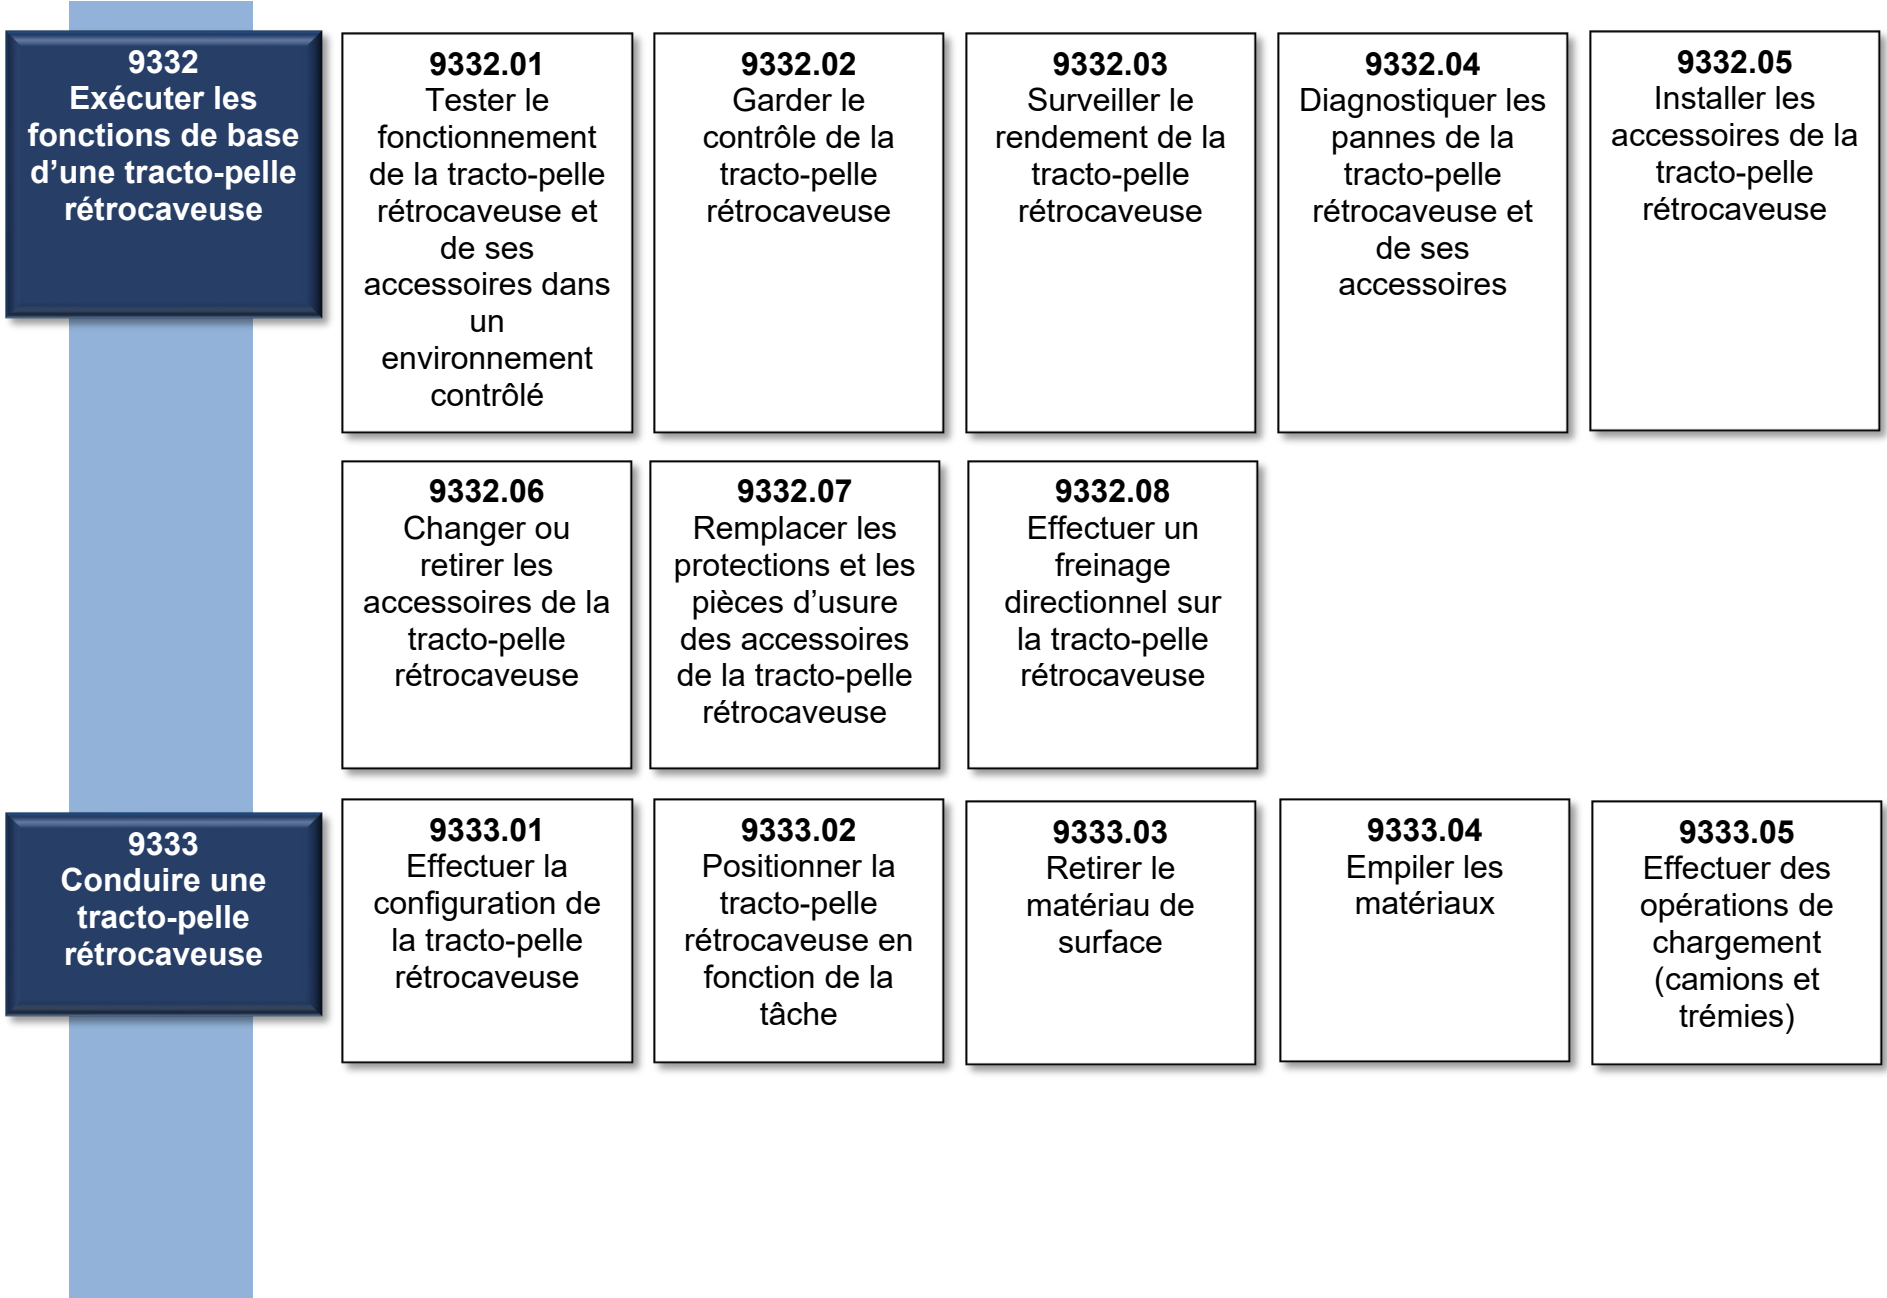 9332
Exécuter les
fonctions de base
d’une tracto-pelle
rétrocaveuse
9332.01
Tester le
fonctionnement
de la tracto-pelle
rétrocaveuse et
de ses
accessoires dans
un
environnement
contrôlé
9332.02
Garder le
contrôle de la
tracto-pelle
rétrocaveuse
9332.03
Surveiller le
rendement de la
tracto-pelle
rétrocaveuse
9332.04
Diagnostiquer les
pannes de la
tracto-pelle
rétrocaveuse et
de ses
accessoires
9332.05
Installer les
accessoires de la
tracto-pelle
rétrocaveuse
9332.06
Changer ou
retirer les
accessoires de la
tracto-pelle
rétrocaveuse
9332.07
Remplacer les
protections et les
pièces d’usure
des accessoires
de la tracto-pelle
rétrocaveuse
9332.08
Effectuer un
freinage
directionnel sur
la tracto-pelle
rétrocaveuse
9333
Conduire une
tracto-pelle
rétrocaveuse
9333.01
Effectuer la
configuration de
la tracto-pelle
rétrocaveuse
9333.02
Positionner la
tracto-pelle
rétrocaveuse en
fonction de la
tâche
9333.03
Retirer le
matériau de
surface
9333.04
Empiler les
matériaux
9333.05
Effectuer des
opérations de
chargement
(camions et
trémies)